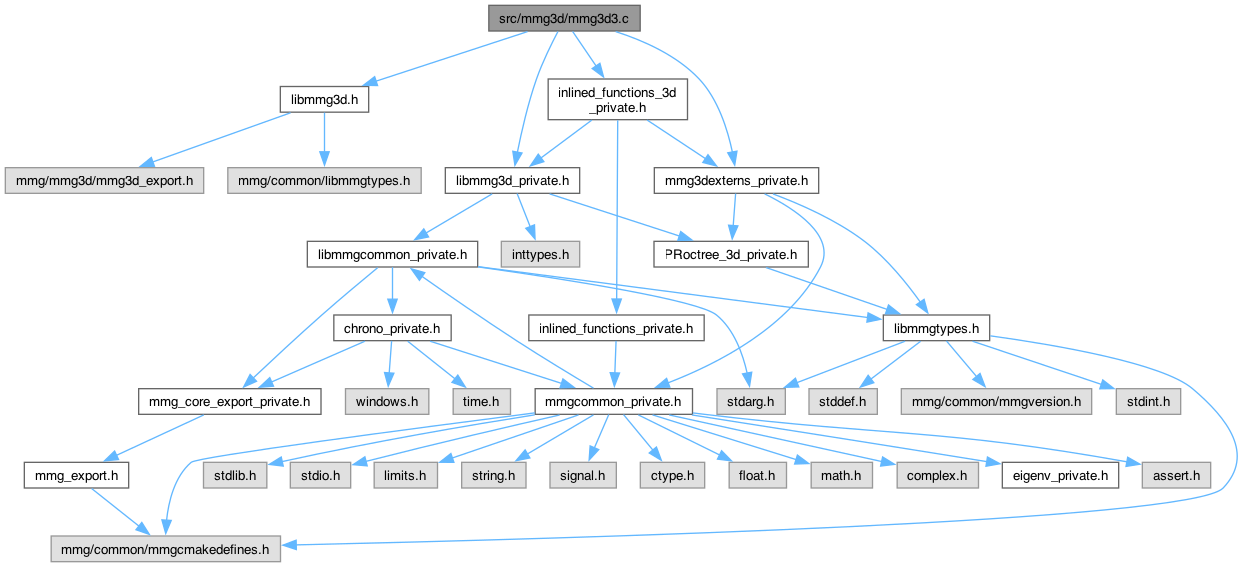 src/mmg3d/mmg3d3.c
libmmg3d.h
inlined_functions_3d
_private.h
mmg/mmg3d/mmg3d_export.h
mmg/common/libmmgtypes.h
libmmg3d_private.h
mmg3dexterns_private.h
libmmgcommon_private.h
inttypes.h
PRoctree_3d_private.h
chrono_private.h
inlined_functions_private.h
libmmgtypes.h
mmg_core_export_private.h
windows.h
time.h
mmgcommon_private.h
stdarg.h
stddef.h
mmg/common/mmgversion.h
stdint.h
mmg_export.h
stdlib.h
stdio.h
limits.h
string.h
signal.h
ctype.h
float.h
math.h
complex.h
eigenv_private.h
assert.h
mmg/common/mmgcmakedefines.h